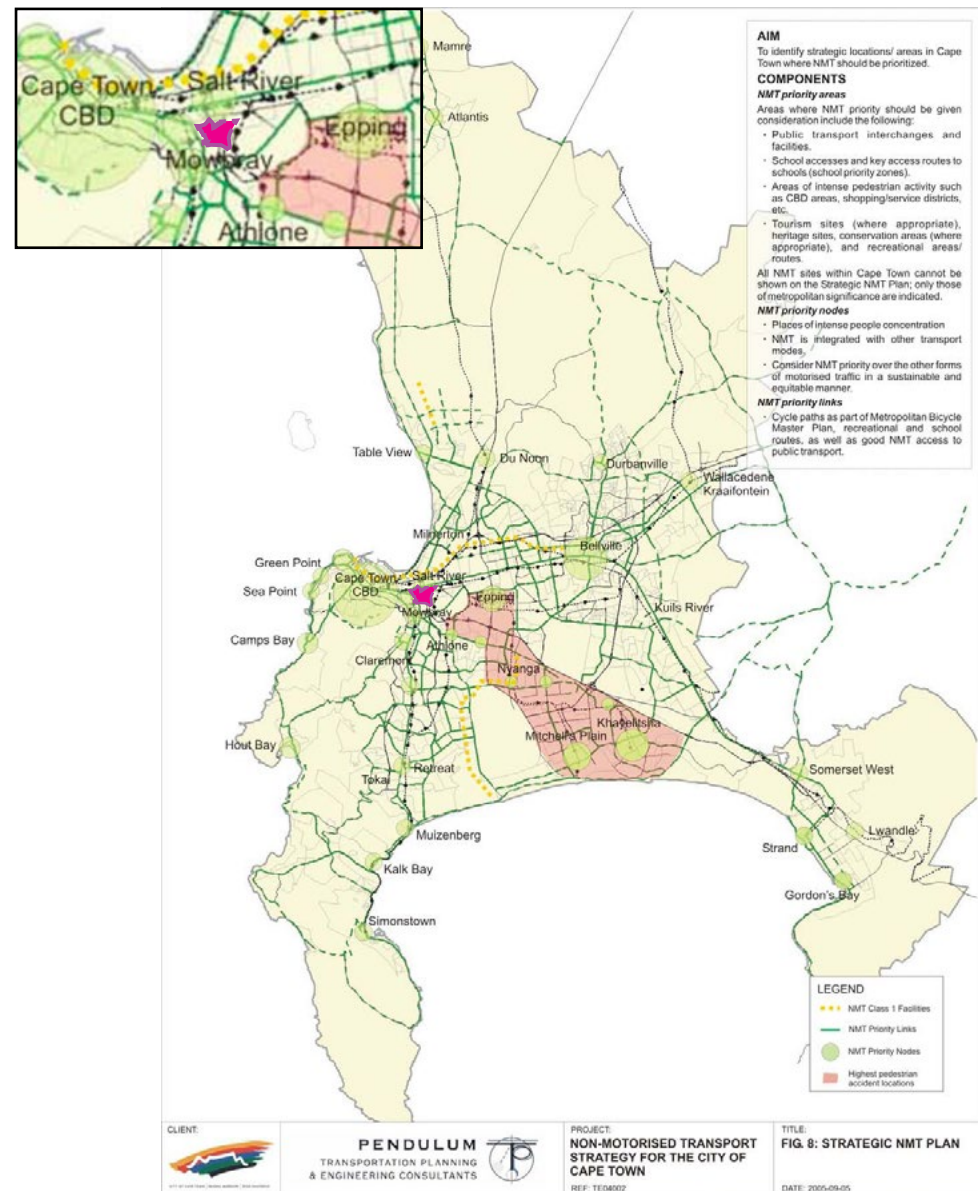 Cape Town
CBD
Salt River
Epping
Mowbray
Athlone
Mamre
Atlantis
AIM
To identify strategic locations/ areas in Cape
Town where NMT should be prioritized.
COMPONENTS
NMT priority areas
Areas where NMT priority should be given
consideration include the following:
· Public transport interchanges and
facilities.
· School accesses and key access routes to
schools (school priority zones).
· Areas of intense pedestrian activity such
as CBD areas, shopping/service districts,
etc.
· Tourism sites (where appropriate),
heritage sites, conservation areas (where
appropriate), and recreational areas/
routes.
All NMT sites within Cape Town cannot be
shown on the Strategic NMT Plan; only those
of metropolitan significance are indicated.
NMT priority nodes
· Places of intense people concentration
· NMT is integrated with other transport
modes.
· Consider NMT priority over the other forms
of motorised traffic in a sustainable and
equitable manner.
NMT priority links
· Cycle paths as part of Metropolitan Bicycle
Master Plan, recreational and school
routes, as well as good NMT access to
public transport.
Table View
Du Noon
Durbanville
Wallacedene
Kraaifontein
Milnerton
Bellville
Green Point
Cape Town
CBD
Salt River
Sea Point
Epping
Mowbray
Kuils River
Camps Bay
Athlone
Claremont
Nyanga
Khayelitsha
Mitchell's Plain
Hout Bay
Tokai
Retreat
Somerset West
Muizenberg
Lwandle
Strand
Kalk Bay
Gordon's Bay
Simonstown
LEGEND
NMT Class 1 Facilities
NMT Priority Links
NMT Priority Nodes
Highest pedestrian
accident locations
CLIENT:
PENDULUM
TRANSPORTATION PLANNING
& ENGINEERING CONSULTANTS
PROJECT:
NON-MOTORISED TRANSPORT
STRATEGY FOR THE CITY OF
CAPE TOWN
REF: TE04002
TITLE:
FIG. 8: STRATEGIC NMT PLAN
DATE: 2005-09-05